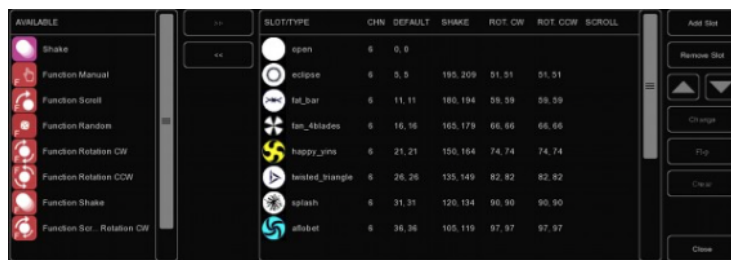 AVAILABLE
Shake
Function Manual
Function Scroll
Function Random
Function Rotation CW
Function Rotation CCW
Function Shake
Function Scr.. Rotation CW
>>
<<
SLOT/TYPE CHN DEFAULT SHAKE ROT. CW ROT. CCW SCROLL
open 6 0, 0
eclipse 6 5, 5 195, 209 51, 51 51, 51
fat_bar 6 11, 11 180, 194 59, 59 59, 59
fan_4blades 6 16, 16 165, 179 66, 66 66, 66
happy_yins 6 21, 21 150, 164 74, 74 74, 74
twisted_triangle 6 26, 26 135, 149 82, 82 82, 82
splash 6 31, 31 120, 134 90, 90 90, 90
aflobet 6 36, 36 105, 119 97, 97 97, 97
Add Slot
Remove Slot
Change
Flip
Clear
Close